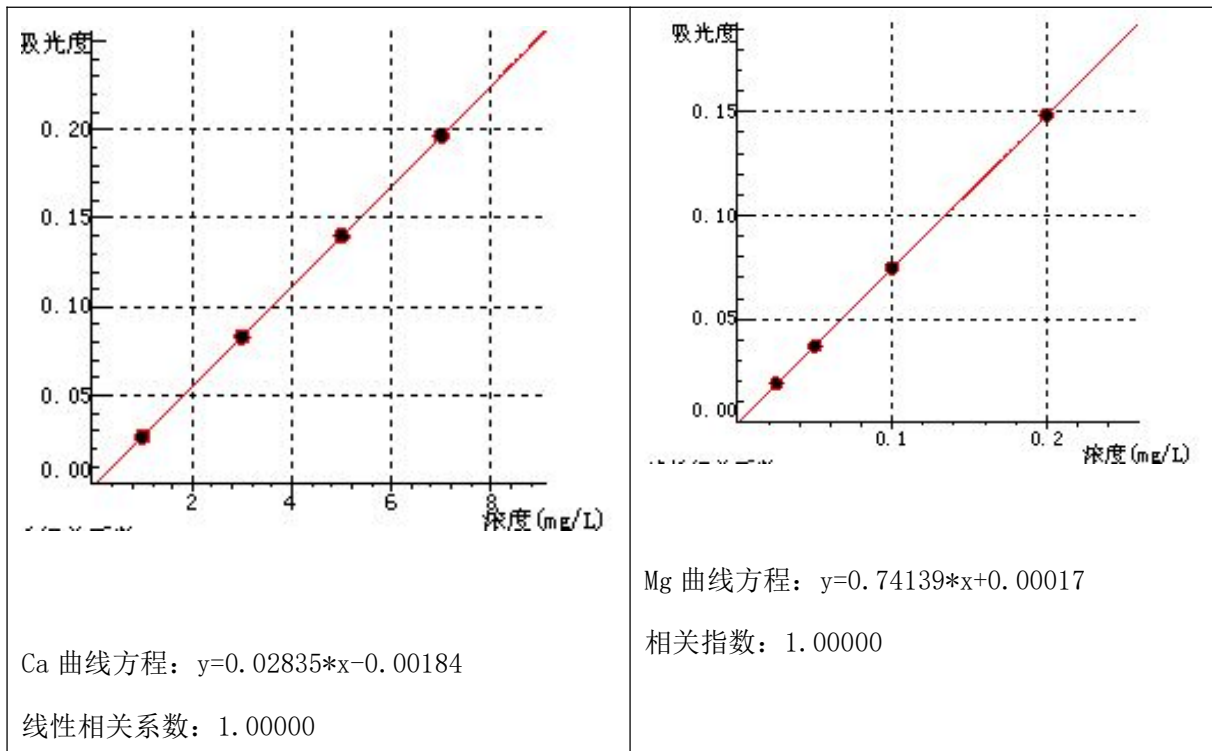 吸光度
0.20
0.15
0.10
0.05
0.00
2 4 6 8
浓度(mg/L)
Ca 曲线方程：y=0.02835*x-0.00184
线性相关系数：1.00000
吸光度
0.15
0.10
0.05
0.00
0.1 0.2
浓度(mg/L)
Mg 曲线方程：y=0.74139*x+0.00017
相关指数：1.00000